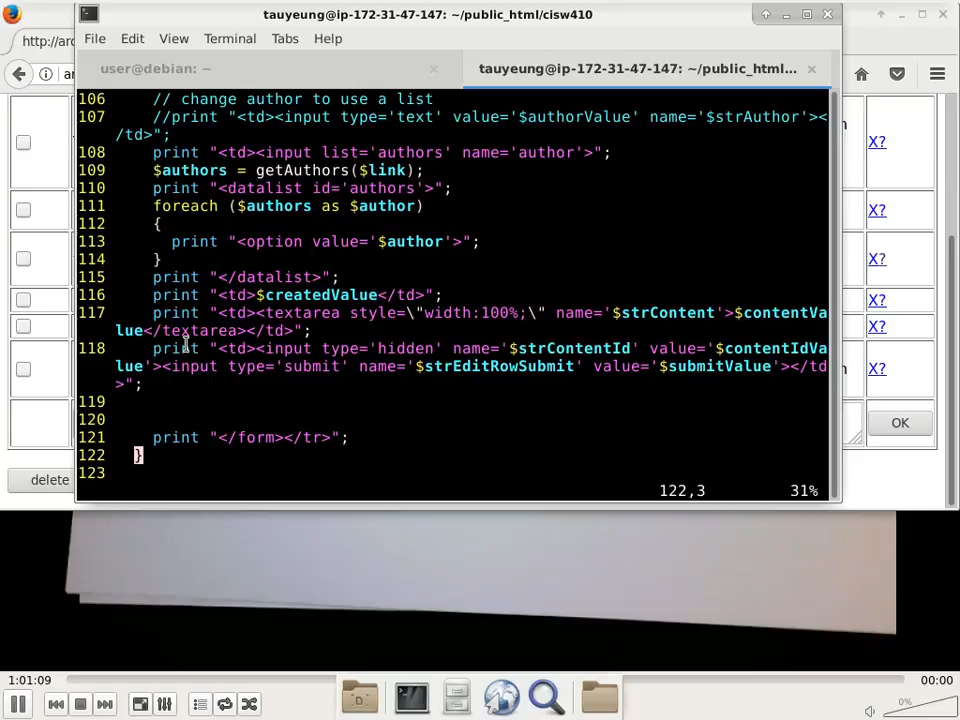 tauyeung@ip-172-31-47-147: ~/public_html/cisw410
File Edit View Terminal Tabs Help
http://arc
user@debian: ~
tauyeung@ip-172-31-47-147: ~/public_html...
106 // change author to use a list
107 //print "<td><input type='text' value='$authorValue' name='$strAuthor'><
/td>";
108 print "<td><input list='authors' name='author'>";
109 $authors = getAuthors($link);
110 print "<datalist id='authors'>";
111 foreach ($authors as $author)
112 {
113 print "<option value='$author'>";
114 }
115 print "</datalist>";
116 print "<td>$createdValue</td>";
117 print "<td><textarea style=\"width:100%;\" name='$strContent'>$contentVa
lue</textarea></td>";
118 print "<td><input type='hidden' name='$strContentId' value='$contentIdVa
lue'><input type='submit' name='$strEditRowSubmit' value='$submitValue'></td
>";
119
120
121 print "</form></tr>";
122 }
123
122,3 31%
X?
X?
X?
X?
X?
X?
OK
delete
1:01:09
00:00
0%